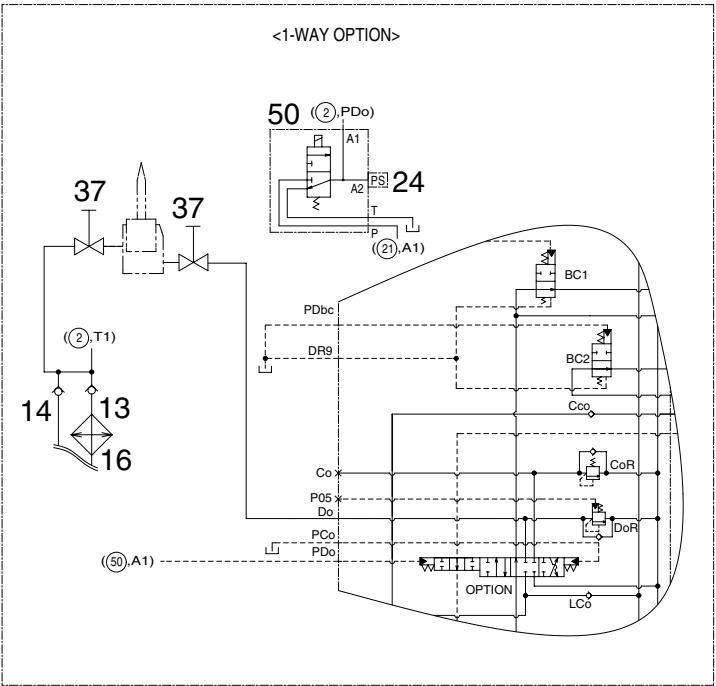 <1-WAY OPTION>
50
(2,PDo)
A1
PS
24
A2
T
P
(21,A1)
37
37
BC1
PDbc
DR9
(2,T1)
BC2
14
13
Cco
16
Co
CoR
P05
Do
DoR
PCo
PDo
(50,A1)
OPTION
LCo